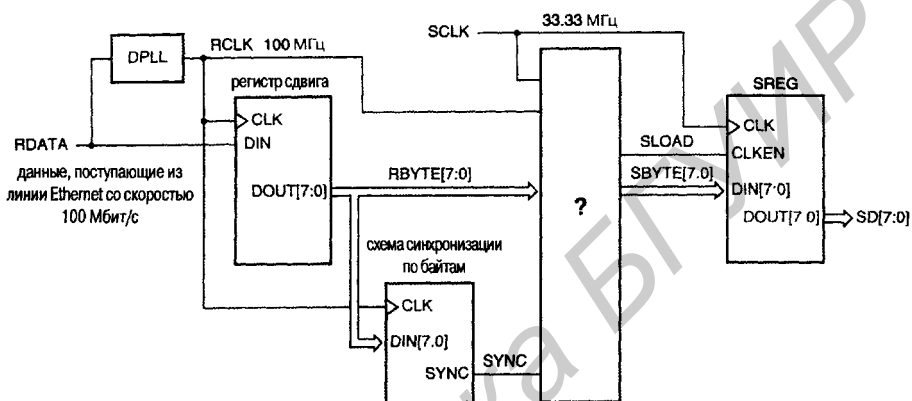 SCLK
33.33 МГц
DPLL
RCLK 100 МГц
регистр сдвига
SREG
CLK
DIN
DOUT[7:0]
RDATA
данные, поступающие из
линии Ethernet со скоростью
100 Мбит/с
RBYTE[7:0]
?
SLOAD
SBYTE[7.0]
CLK
CLKEN
DIN[7·0]
DOUT[7 0]
SD[7:0]
схема синхронизации
по байтам
CLK
DIN[7.0]
SYNC
SYNC
ка БГУИР